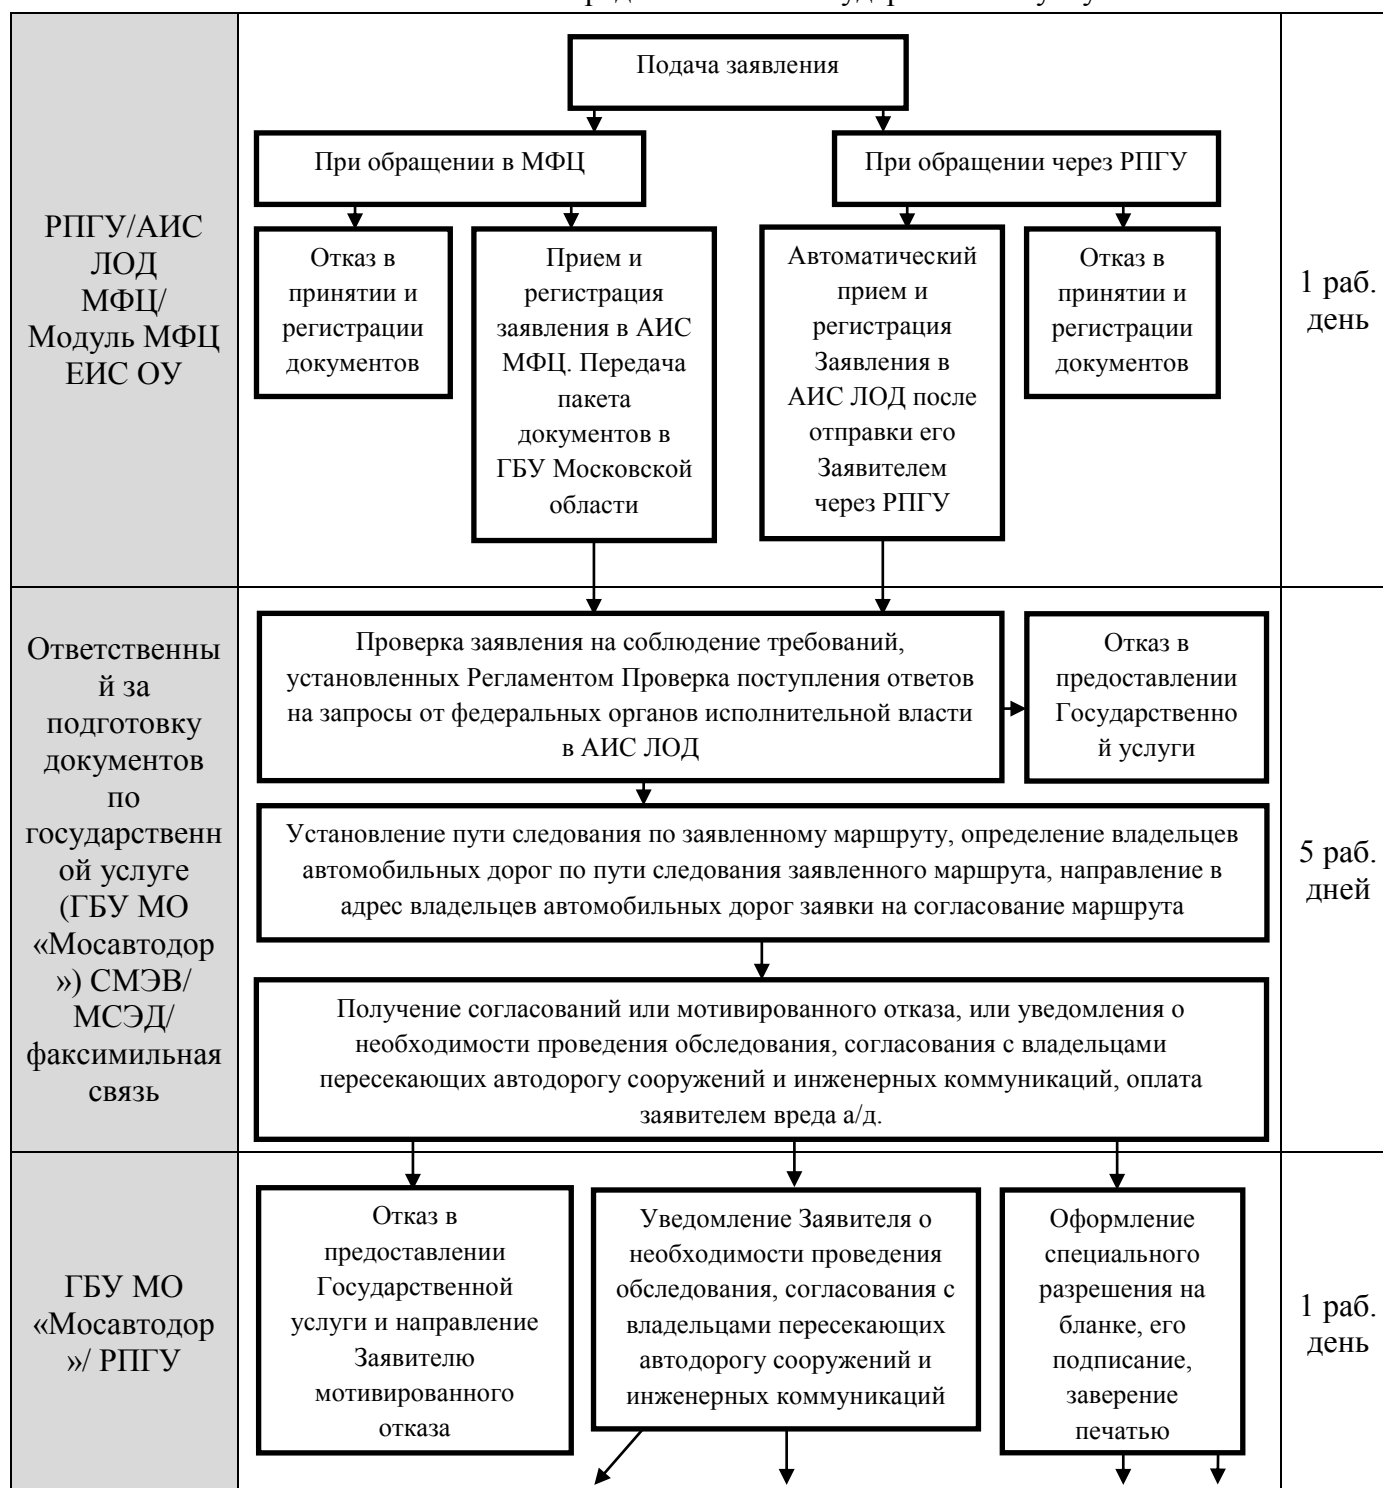 Подача заявления
При обращении в МФЦ
При обращении через РПГУ
РПГУ/АИС
ЛОД
МФЦ/
Модуль МФЦ
ЕИС ОУ
Отказ в
принятии и
регистрации
документов
Прием и
регистрация
заявления в АИС
МФЦ. Передача
пакета
документов в
ГБУ Московской
области
Автоматический
прием и
регистрация
Заявления в
АИС ЛОД после
отправки его
Заявителем
через РПГУ
Отказ в
принятии и
регистрации
документов
1 раб.
день
Ответственны
й за
подготовку
документов
по
государственн
ой услуге
(ГБУ МО
«Мосавтодор
») СМЭВ/
МСЭД/
факсимильная
связь
Проверка заявления на соблюдение требований,
установленных Регламентом Проверка поступления ответов
на запросы от федеральных органов исполнительной власти
в АИС ЛОД
Отказ в
предоставлении
Государственно
й услуги
Установление пути следования по заявленному маршруту, определение владельцев
автомобильных дорог по пути следования заявленного маршрута, направление в
адрес владельцев автомобильных дорог заявки на согласование маршрута
Получение согласований или мотивированного отказа, или уведомления о
необходимости проведения обследования, согласования с владельцами
пересекающих автодорогу сооружений и инженерных коммуникаций, оплата
заявителем вреда а/д.
5 раб.
дней
ГБУ МО
«Мосавтодор
»/ РПГУ
Отказ в
предоставлении
Государственной
услуги и направление
Заявителю
мотивированного
отказа
Уведомление Заявителя о
необходимости проведения
обследования, согласования с
владельцами пересекающих
автодорогу сооружений и
инженерных коммуникаций
Оформление
специального
разрешения на
бланке, его
подписание,
заверение
печатью
1 раб.
день